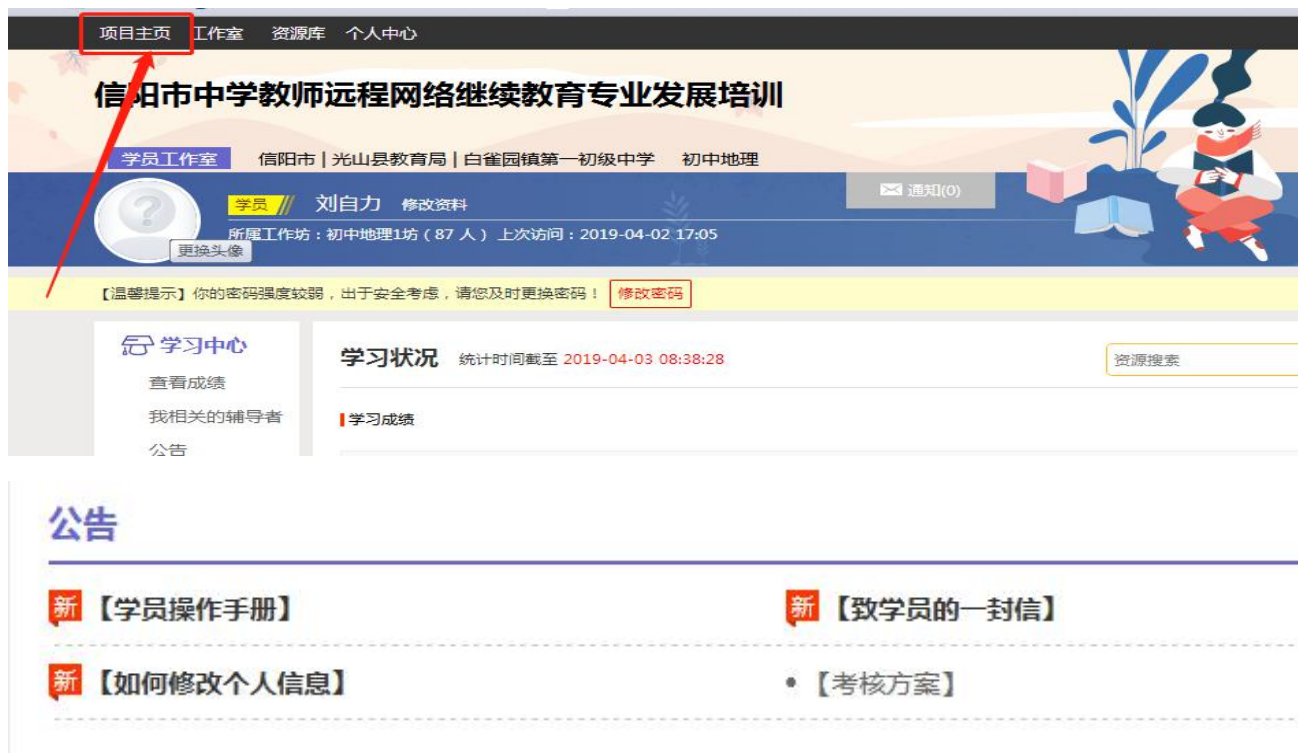 项目主页 工作室 资源库 个人中心
信阳市中学教师远程网络继续教育专业发展培训
学员工作室 信阳市 | 光山县教育局 | 白雀园镇第一初级中学 初中地理
通知(0)
学员 刘自力 修改资料
所属工作坊：初中地理1坊（87 人） 上次访问：2019-04-02 17:05
更换头像
【温馨提示】你的密码强度较弱，出于安全考虑，请您及时更换密码！ 修改密码
学习中心
查看成绩
我相关的辅导者
公告
学习状况 统计时间截至 2019-04-03 08:38:28
资源搜索
学习成绩
公告
新 【学员操作手册】
新 【致学员的一封信】
新 【如何修改个人信息】
• 【考核方案】